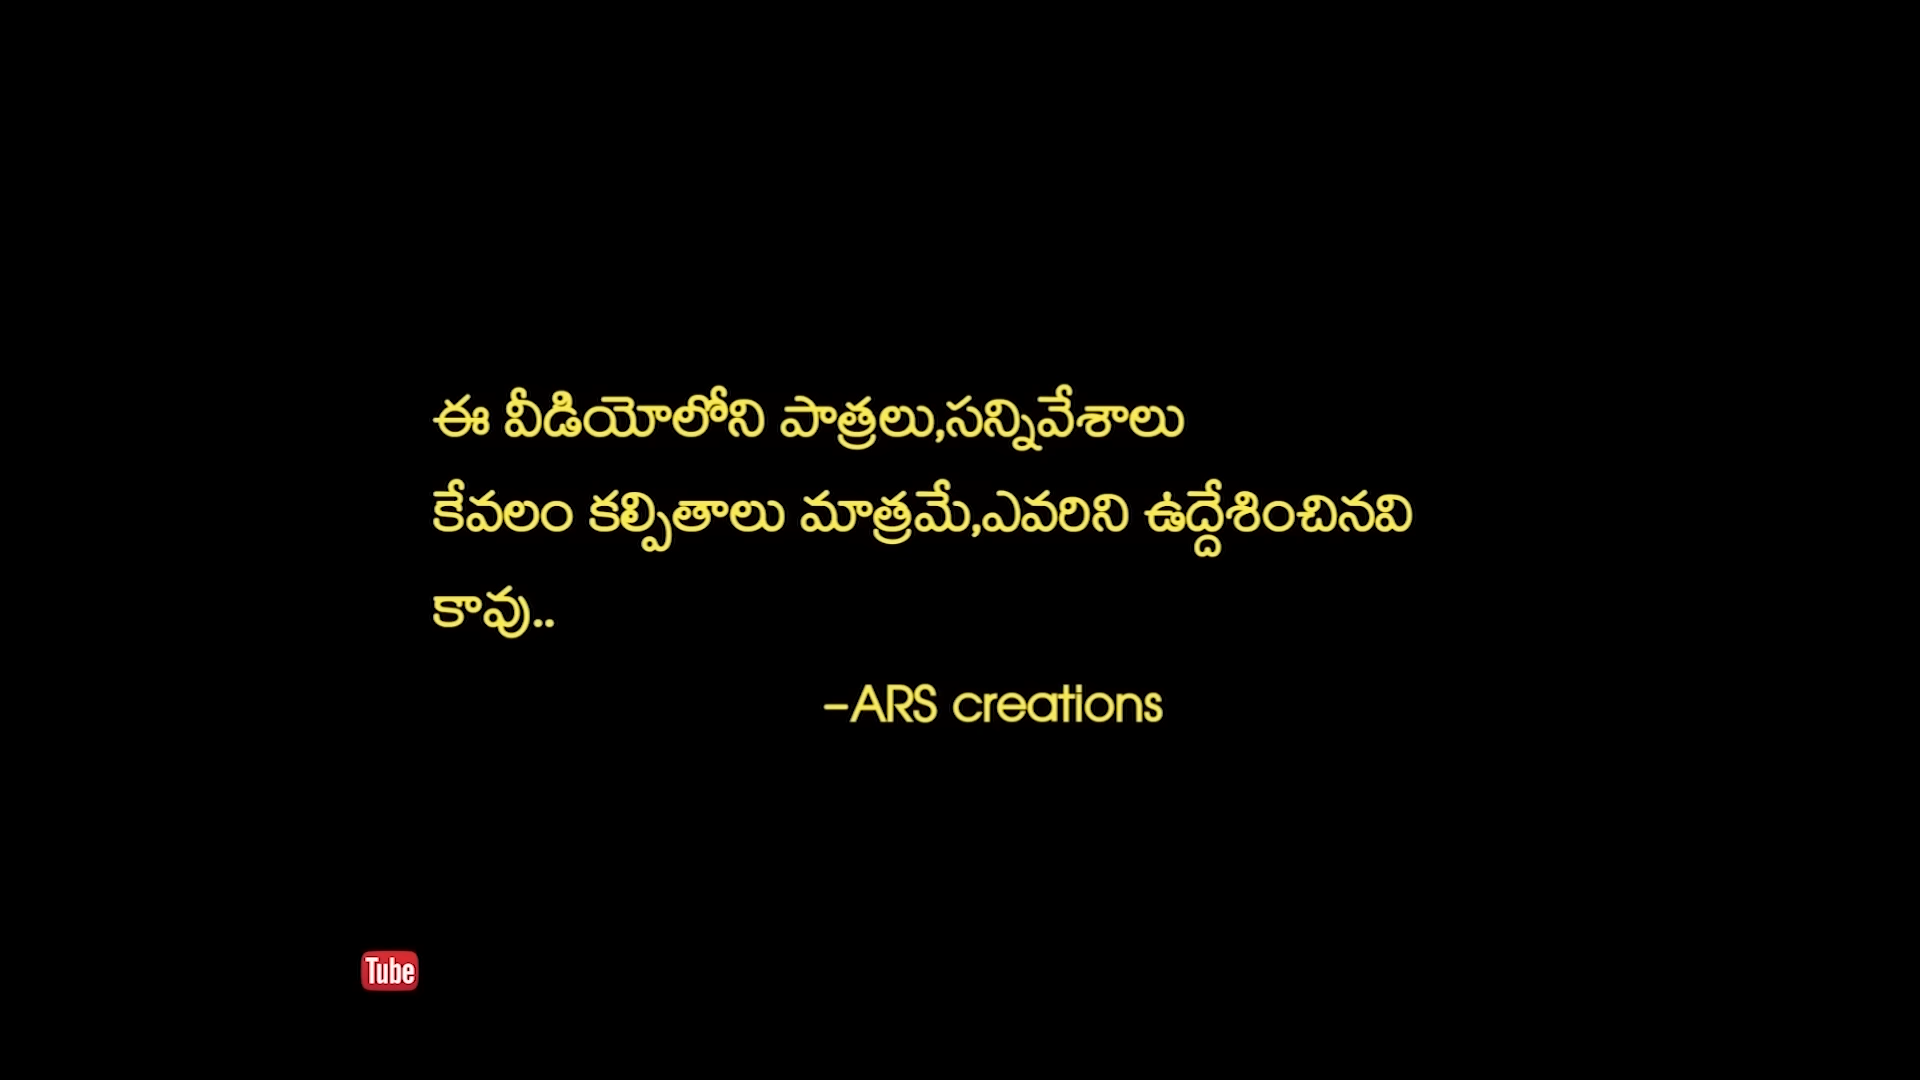 ఈ వీడియోలోని పాత్రలు,సన్నివేశాలు
కేవలం కల్పితాలు మాత్రమే,ఎవరిని ఉద్దేశించినవి
కావు..
–ARS creations
Tube